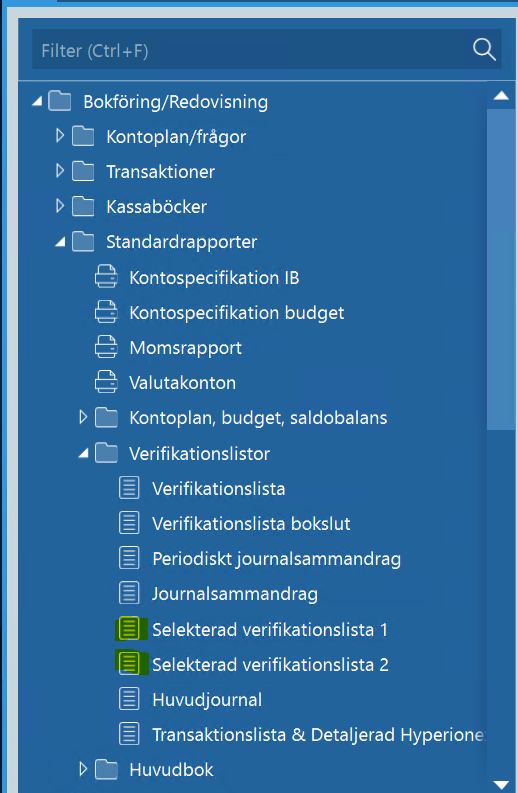 Filter (Ctrl+F)
Bokföring/Redovisning
Kontoplan/frågor
Transaktioner
Kassaböcker
Standardrapporter
Kontospecifikation IB
Kontospecifikation budget
Momsrapport
Valutakonton
Kontoplan, budget, saldobalans
Verifikationslistor
Verifikationslista
Verifikationslista bokslut
Periodiskt journalsammandrag
Journalsammandrag
Selekterad verifikationslista 1
Selekterad verifikationslista 2
Huvudjournal
Transaktionslista & Detaljerad Hyperione
Huvudbok